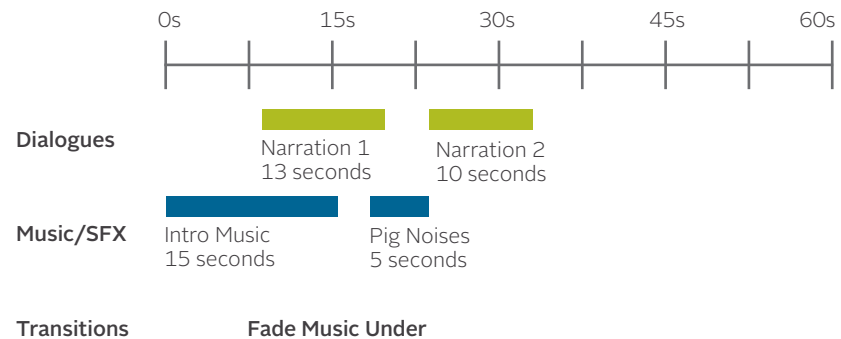 0s 15s 30s 45s 60s
Dialogues
Narration 1
13 seconds
Narration 2
10 seconds
Music/SFX
Intro Music
15 seconds
Pig Noises
5 seconds
Transitions
Fade Music Under